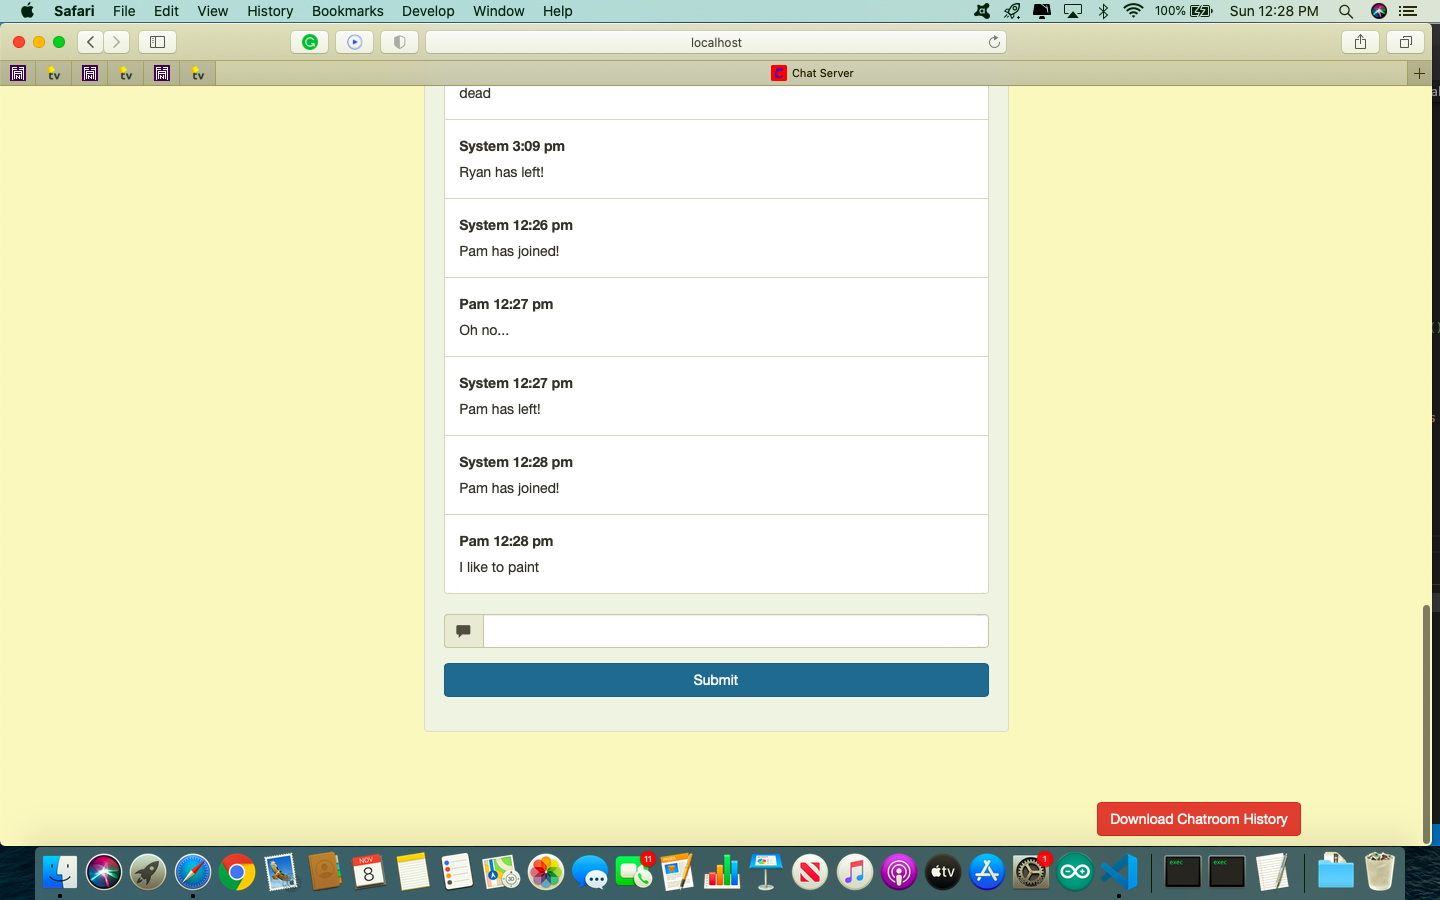 Safari File Edit View History Bookmarks Develop Window Help 100% Sun 12:28 PM
localhost
tv tv tv C Chat Server
dead
System 3:09 pm
Ryan has left!
System 12:26 pm
Pam has joined!
Pam 12:27 pm
Oh no...
System 12:27 pm
Pam has left!
System 12:28 pm
Pam has joined!
Pam 12:28 pm
I like to paint
Submit
Download Chatroom History
NOV
8
11
tv
1
exec
exec